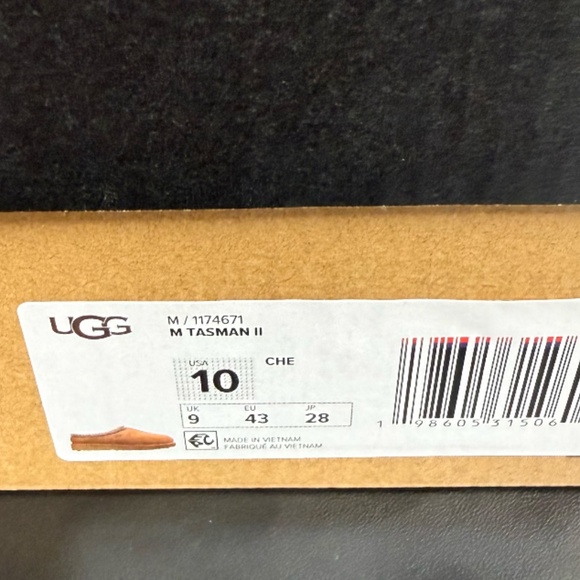 UGG
M / 1174671
M TASMAN II
USA
10
CHE
UK EU JP
9 43 28
MADE IN VIETNAM
FABRIQUÉ AU VIETNAM
1 98605 31506